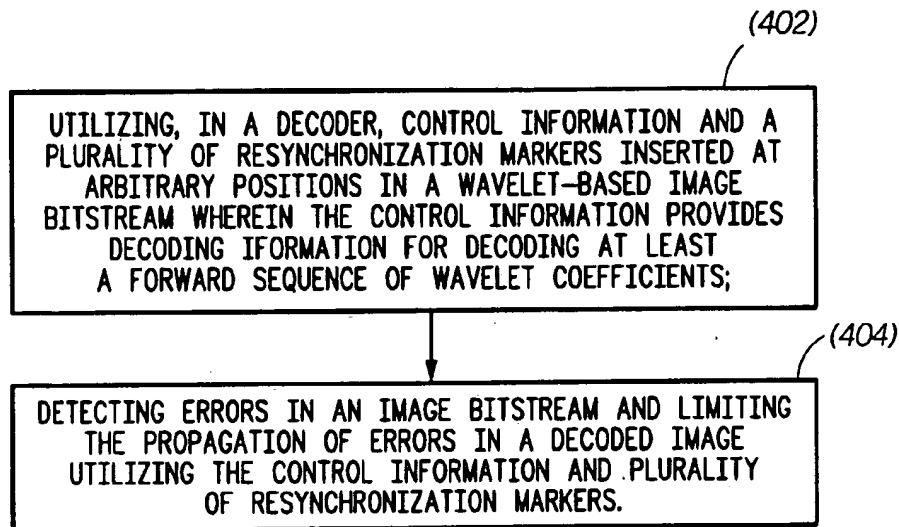 (402)
UTILIZING, IN A DECODER, CONTROL INFORMATION AND A
PLURALITY OF RESYNCHRONIZATION MARKERS INSERTED AT
ARBITRARY POSITIONS IN A WAVELET-BASED IMAGE
BITSTREAM WHEREIN THE CONTROL INFORMATION PROVIDES
DECODING IFORMATION FOR DECODING AT LEAST
A FORWARD SEQUENCE OF WAVELET COEFFICIENTS;
(404)
DETECTING ERRORS IN AN IMAGE BITSTREAM AND LIMITING
THE PROPAGATION OF ERRORS IN A DECODED IMAGE
UTILIZING THE CONTROL INFORMATION AND PLURALITY
OF RESYNCHRONIZATION MARKERS.